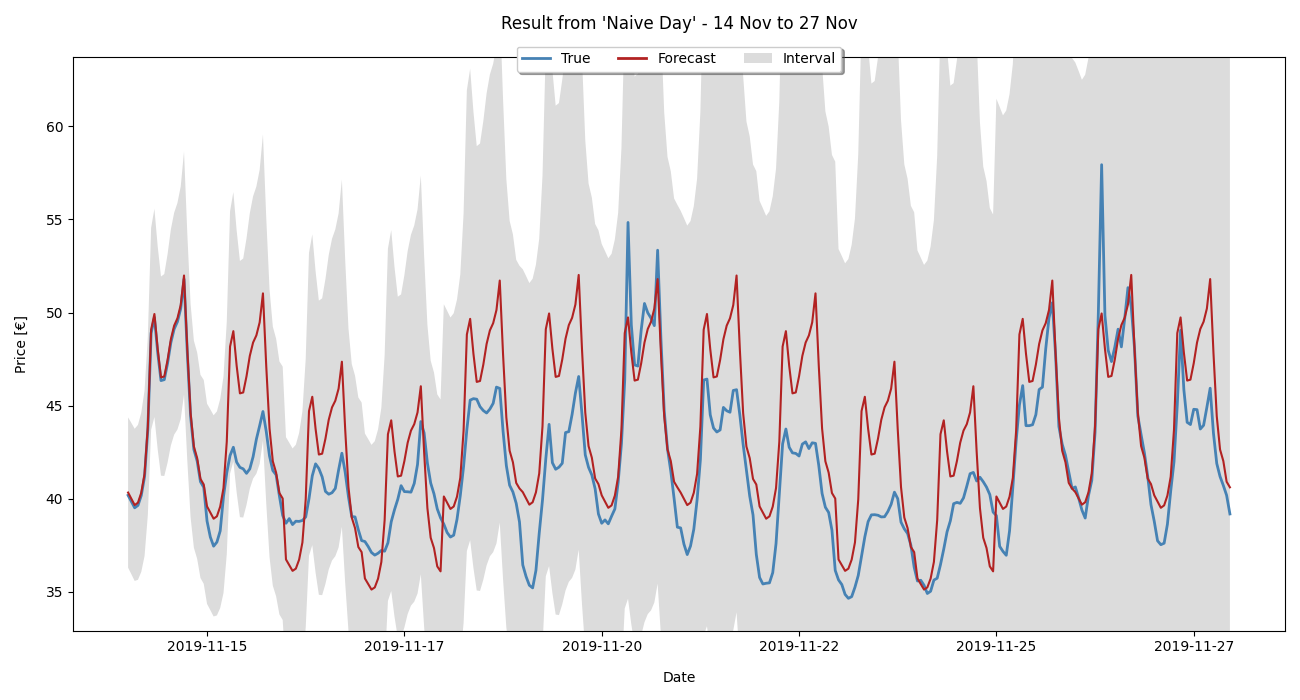 Result from 'Naive Day' - 14 Nov to 27 Nov
True Forecast Interval
Price [€]
60
55
50
45
40
35
2019-11-15 2019-11-17 2019-11-20 2019-11-22 2019-11-25 2019-11-27
Date